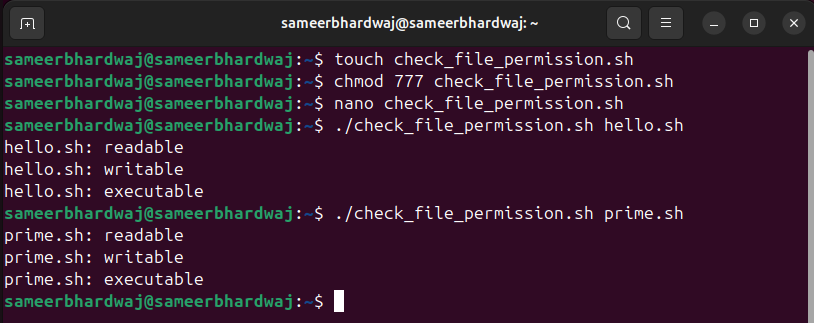 sameerbhardwaj@sameerbhardwaj: ~
sameerbhardwaj@sameerbhardwaj:~$ touch check_file_permission.sh
sameerbhardwaj@sameerbhardwaj:~$ chmod 777 check_file_permission.sh
sameerbhardwaj@sameerbhardwaj:~$ nano check_file_permission.sh
sameerbhardwaj@sameerbhardwaj:~$ ./check_file_permission.sh hello.sh
hello.sh: readable
hello.sh: writable
hello.sh: executable
sameerbhardwaj@sameerbhardwaj:~$ ./check_file_permission.sh prime.sh
prime.sh: readable
prime.sh: writable
prime.sh: executable
sameerbhardwaj@sameerbhardwaj:~$